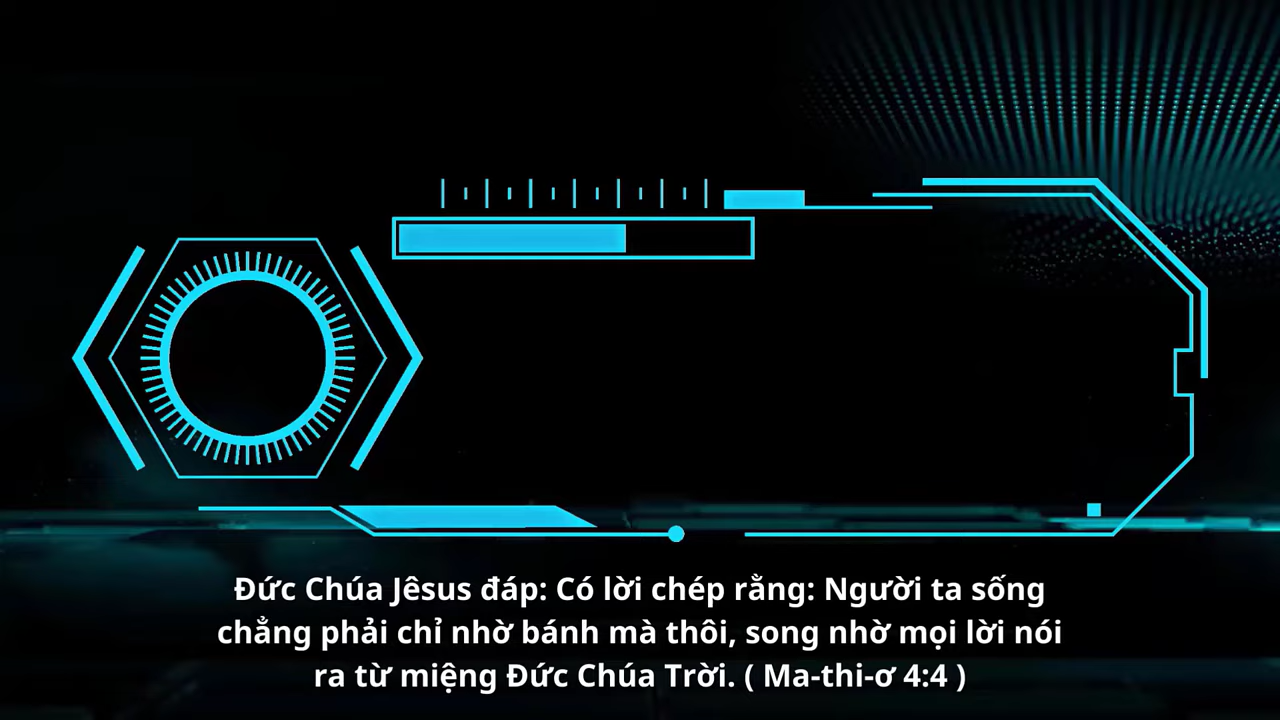 Đức Chúa Jêsus đáp: Có lời chép rằng: Người ta sống
chẳng phải chỉ nhờ bánh mà thôi, song nhờ mọi lời nói
ra từ miệng Đức Chúa Trời. ( Ma-thi-ơ 4:4 )